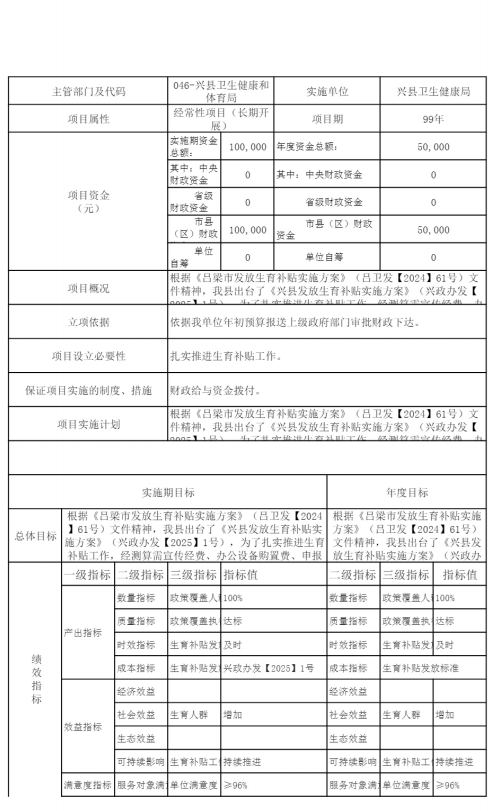 主管部门及代码 046-兴县卫生健康和体育局 实施单位 兴县卫生健康局
项目属性 经常性项目（长期开展） 项目期 99年
项目资金（元）
实施期资金总额： 100,000 年度资金总额： 50,000
其中：中央财政资金 0 其中：中央财政资金 0
省级财政资金 0 省级财政资金 0
市县（区）财政 100,000 市县（区）财政资金 50,000
单位自筹 0 单位自筹 0
项目概况 根据《吕梁市发放生育补贴实施方案》（吕卫发【2024】61号）文
件精神，我县出台了《兴县发放生育补贴实施方案》（兴政办发【
2025】1号），为了扎实推进生育补贴工作，经测算需宣传经费、办
立项依据 依据我单位年初预算报送上级政府部门审批财政下达。
项目设立必要性 扎实推进生育补贴工作。
保证项目实施的制度、措施 财政给与资金拨付。
项目实施计划 根据《吕梁市发放生育补贴实施方案》（吕卫发【2024】61号）文
件精神，我县出台了《兴县发放生育补贴实施方案》（兴政办发【
2025】1号），为了扎实推进生育补贴工作，经测算需宣传经费、办
实施期目标 年度目标
总体目标
根据《吕梁市发放生育补贴实施方案》（吕卫发【2024
】61号）文件精神，我县出台了《兴县发放生育补贴实
施方案》（兴政办发【2025】1号），为了扎实推进生育
补贴工作，经测算需宣传经费、办公设备购置费、申报
根据《吕梁市发放生育补贴实施
方案》（吕卫发【2024】61号）
文件精神，我县出台了《兴县发
放生育补贴实施方案》（兴政办
绩效指标
一级指标 二级指标 三级指标 指标值 二级指标 三级指标 指标值
产出指标
数量指标 政策覆盖人 100% 数量指标 政策覆盖人 100%
质量指标 政策覆盖执 达标 质量指标 政策覆盖执 达标
时效指标 生育补贴发 及时 时效指标 生育补贴发 及时
成本指标 生育补贴发 兴政办发【2025】1号 成本指标 生育补贴发放标准
效益指标
经济效益 经济效益
社会效益 生育人群 增加 社会效益 生育人群 增加
生态效益 生态效益
可持续影响 生育补贴工 持续推进 可持续影响 生育补贴工 持续推进
满意度指标 服务对象满 单位满意度 ≥96% 服务对象满 单位满意度 ≥96%